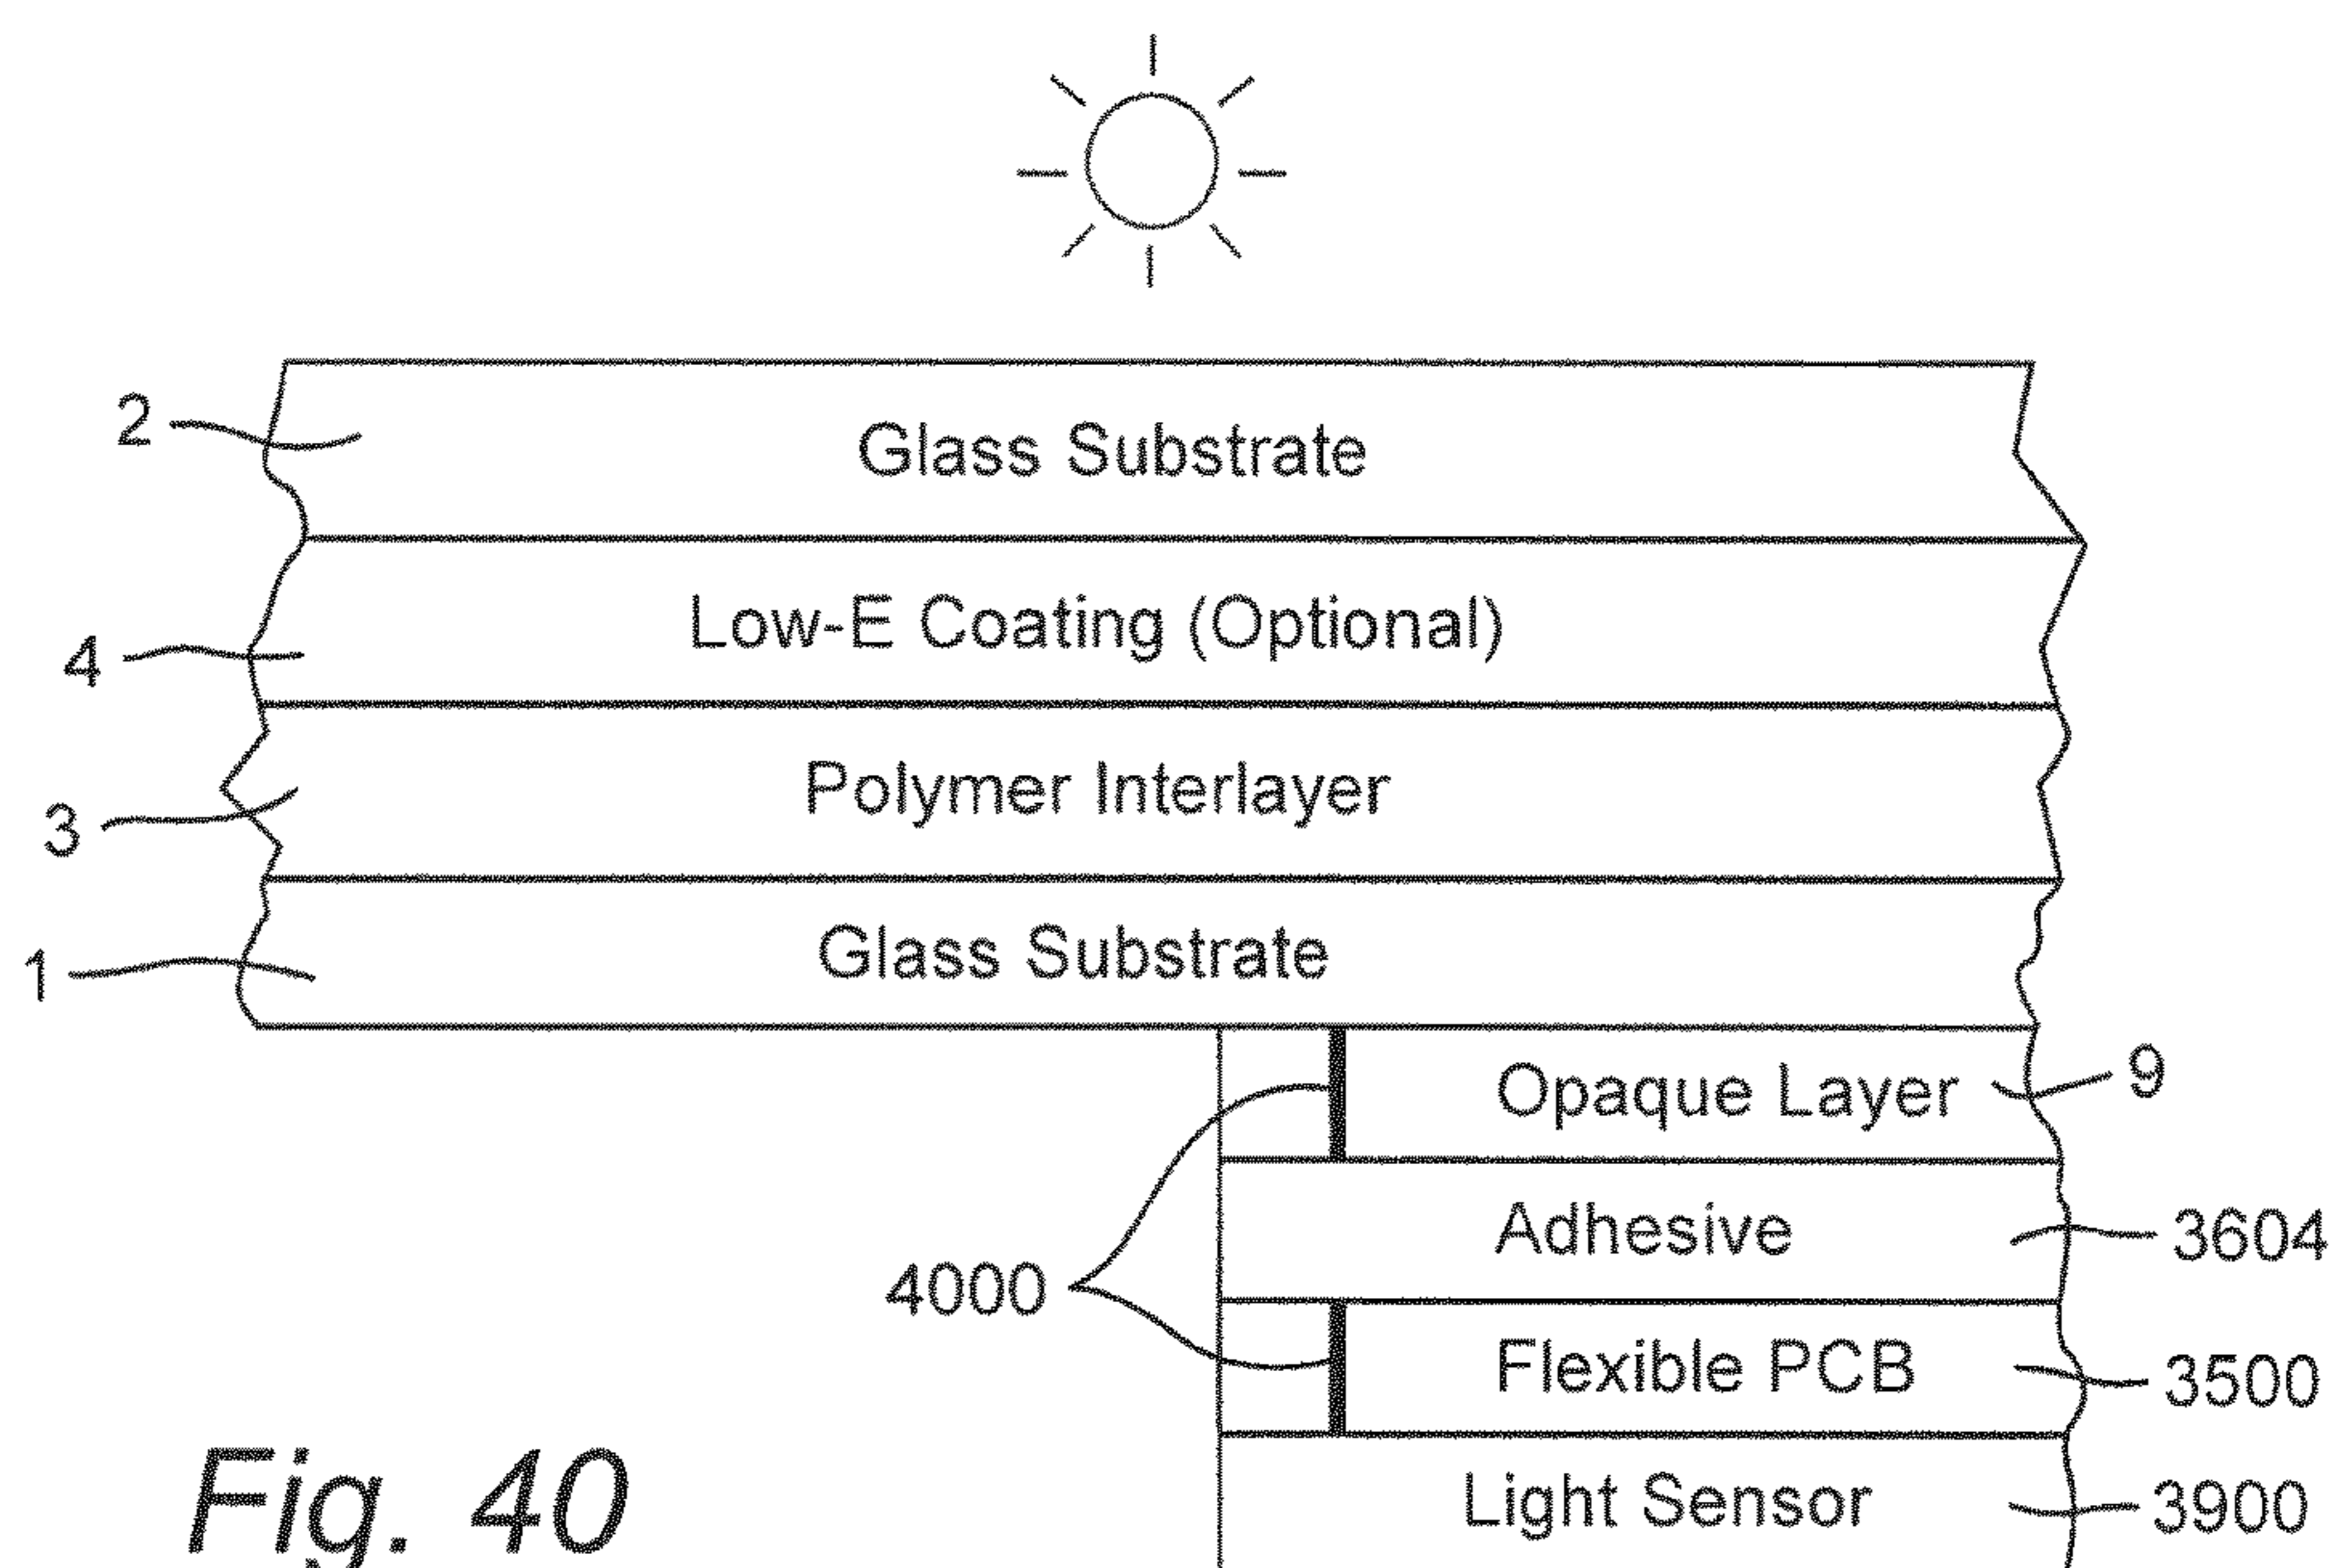 2
Glass Substrate
4
Low-E Coating (Optional)
3
Polymer Interlayer
1
Glass Substrate
Opaque Layer
9
Adhesive
3604
4000
Flexible PCB
3500
Light Sensor
3900
Fig. 40